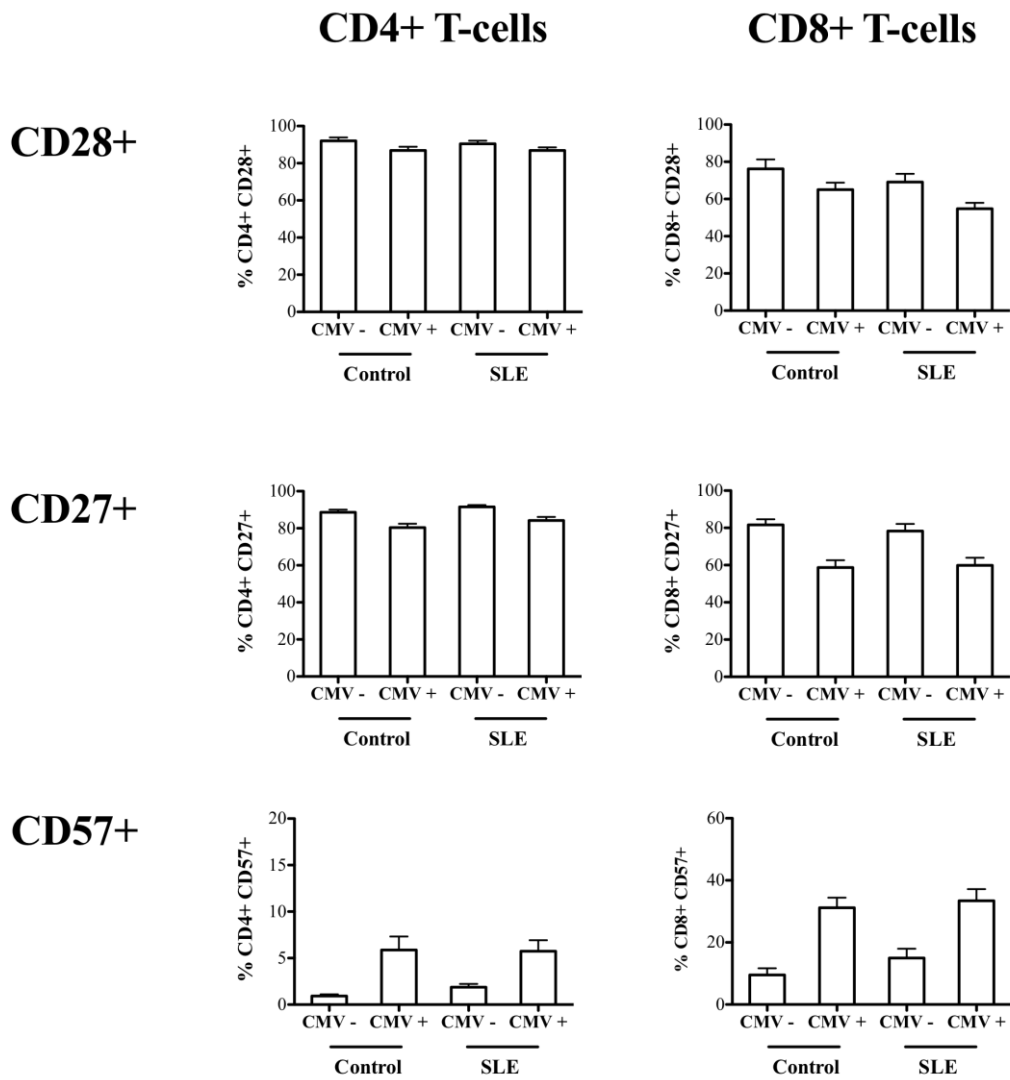 CD4+ T-cells
CD8+ T-cells
CD28+
% CD4+ CD28+
100
80
60
40
20
0
CMV - CMV + CMV - CMV +
Control SLE
% CD8+ CD28+
100
80
60
40
20
0
CMV - CMV + CMV - CMV +
Control SLE
CD27+
% CD4+ CD27+
100
80
60
40
20
0
CMV - CMV + CMV - CMV +
Control SLE
% CD8+ CD27+
100
80
60
40
20
0
CMV - CMV + CMV - CMV +
Control SLE
CD57+
% CD4+ CD57+
20
15
10
5
0
CMV - CMV + CMV - CMV +
Control SLE
% CD8+ CD57+
60
40
20
0
CMV - CMV + CMV - CMV +
Control SLE